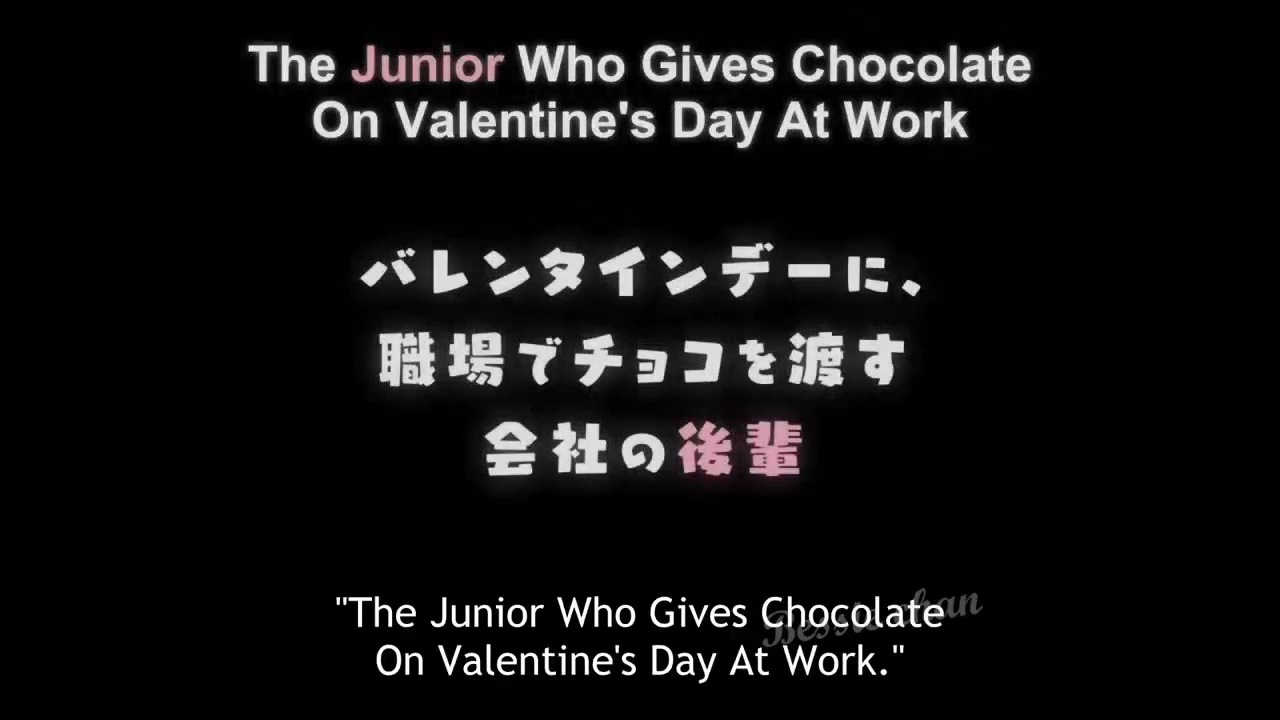 The Junior Who Gives Chocolate
On Valentine's Day At Work
バレンタインデーに、
職場でチョコを渡す
会社の後輩
"The Junior Who Gives Chocolate
On Valentine's Day At Work."
Bessie chan